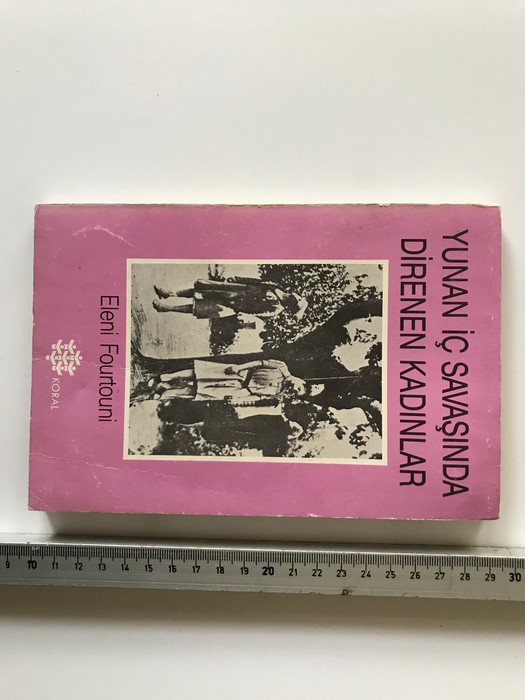 YUNAN İÇ SAVAŞINDA
DİRENEN KADINLAR
Eleni Fourtouni
KORAL
9 10 11 12 13 14 15 16 17 18 19 20 21 22 23 24 25 26 27 28 29 30